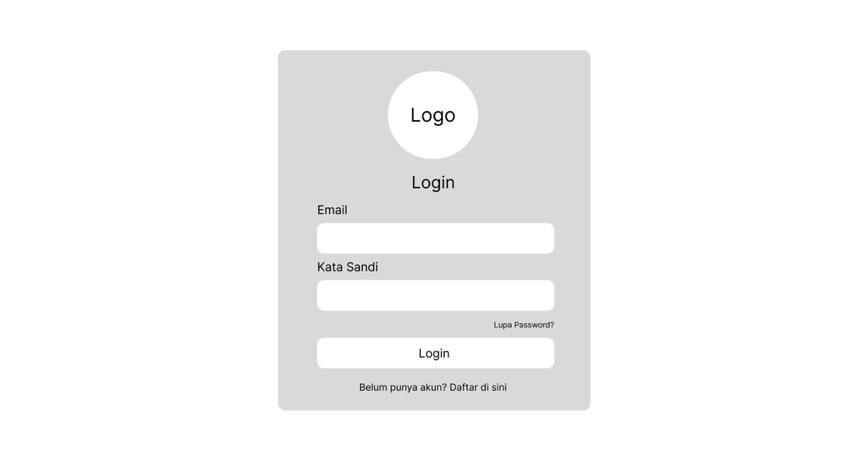 Logo
Login
Email
Kata Sandi
Lupa Password?
Login
Belum punya akun? Daftar di sini